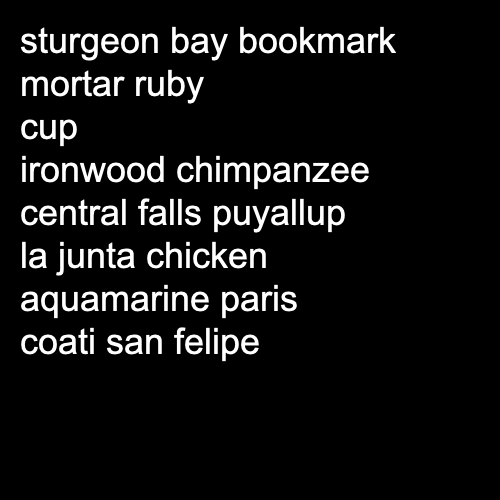 sturgeon bay bookmark
mortar ruby
cup
ironwood chimpanzee
central falls puyallup
la junta chicken
aquamarine paris
coati san felipe